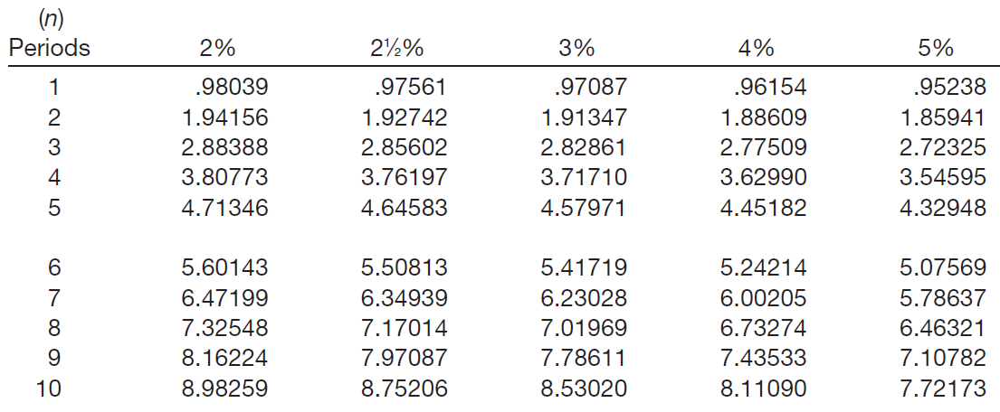 (n)
Periods 2% 2½% 3% 4% 5%
1 .98039 .97561 .97087 .96154 .95238
2 1.94156 1.92742 1.91347 1.88609 1.85941
3 2.88388 2.85602 2.82861 2.77509 2.72325
4 3.80773 3.76197 3.71710 3.62990 3.54595
5 4.71346 4.64583 4.57971 4.45182 4.32948
6 5.60143 5.50813 5.41719 5.24214 5.07569
7 6.47199 6.34939 6.23028 6.00205 5.78637
8 7.32548 7.17014 7.01969 6.73274 6.46321
9 8.16224 7.97087 7.78611 7.43533 7.10782
10 8.98259 8.75206 8.53020 8.11090 7.72173